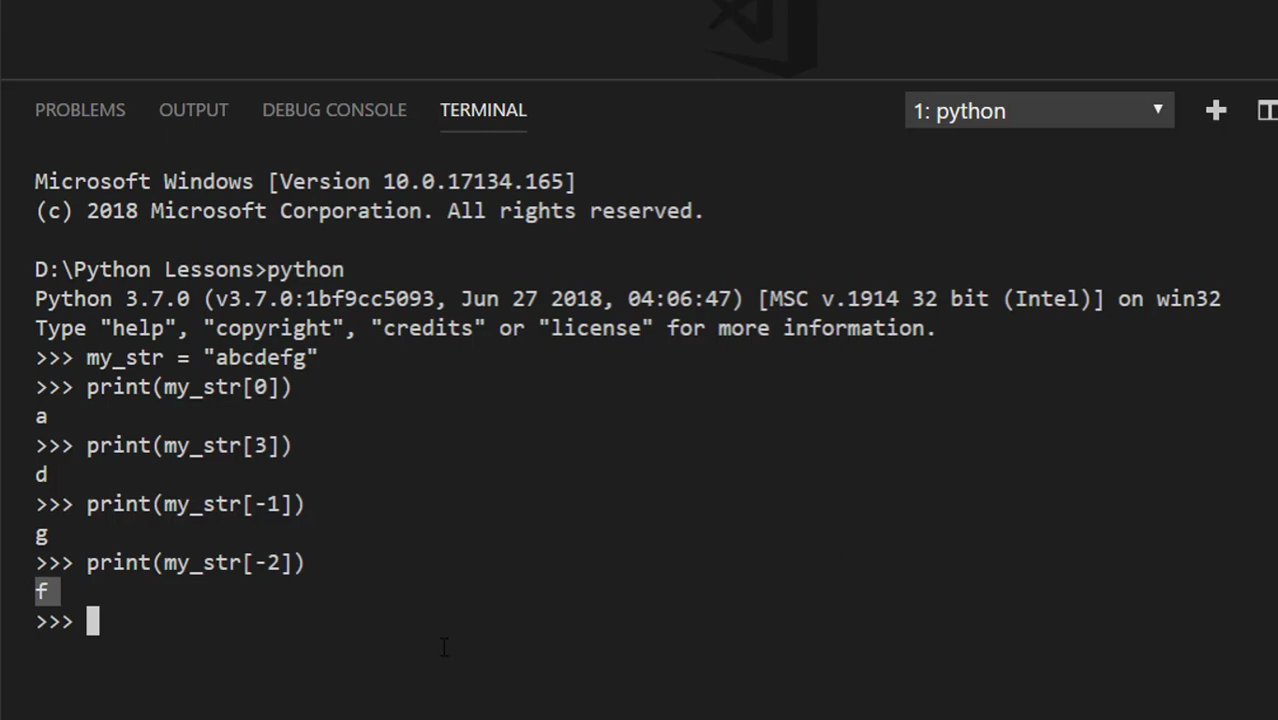 PROBLEMS OUTPUT DEBUG CONSOLE TERMINAL 1: python
Microsoft Windows [Version 10.0.17134.165]
(c) 2018 Microsoft Corporation. All rights reserved.
D:\Python Lessons>python
Python 3.7.0 (v3.7.0:1bf9cc5093, Jun 27 2018, 04:06:47) [MSC v.1914 32 bit (Intel)] on win32
Type "help", "copyright", "credits" or "license" for more information.
>>> my_str = "abcdefg"
>>> print(my_str[0])
a
>>> print(my_str[3])
d
>>> print(my_str[-1])
g
>>> print(my_str[-2])
f
>>>